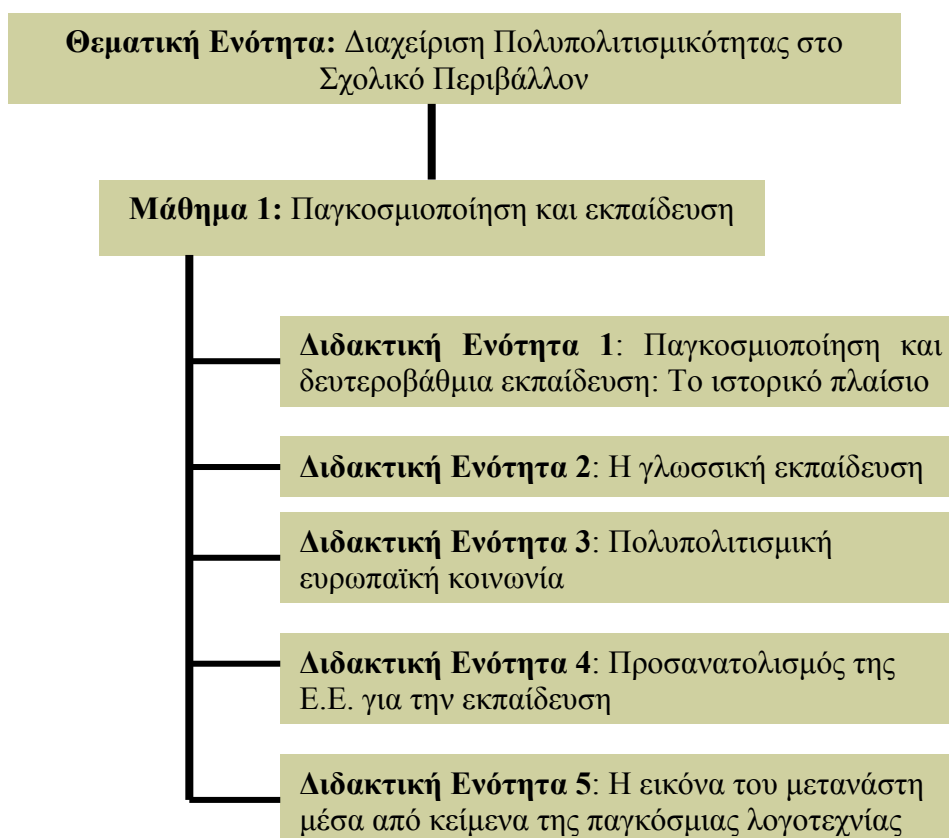 Θεματική Ενότητα: Διαχείριση Πολυπολιτισμικότητας στο
Σχολικό Περιβάλλον
Μάθημα 1: Παγκοσμιοποίηση και εκπαίδευση
Διδακτική Ενότητα 1: Παγκοσμιοποίηση και
δευτεροβάθμια εκπαίδευση: Το ιστορικό πλαίσιο
Διδακτική Ενότητα 2: Η γλωσσική εκπαίδευση
Διδακτική Ενότητα 3: Πολυπολιτισμική
ευρωπαϊκή κοινωνία
Διδακτική Ενότητα 4: Προσανατολισμός της
Ε.Ε. για την εκπαίδευση
Διδακτική Ενότητα 5: Η εικόνα του μετανάστη
μέσα από κείμενα της παγκόσμιας λογοτεχνίας